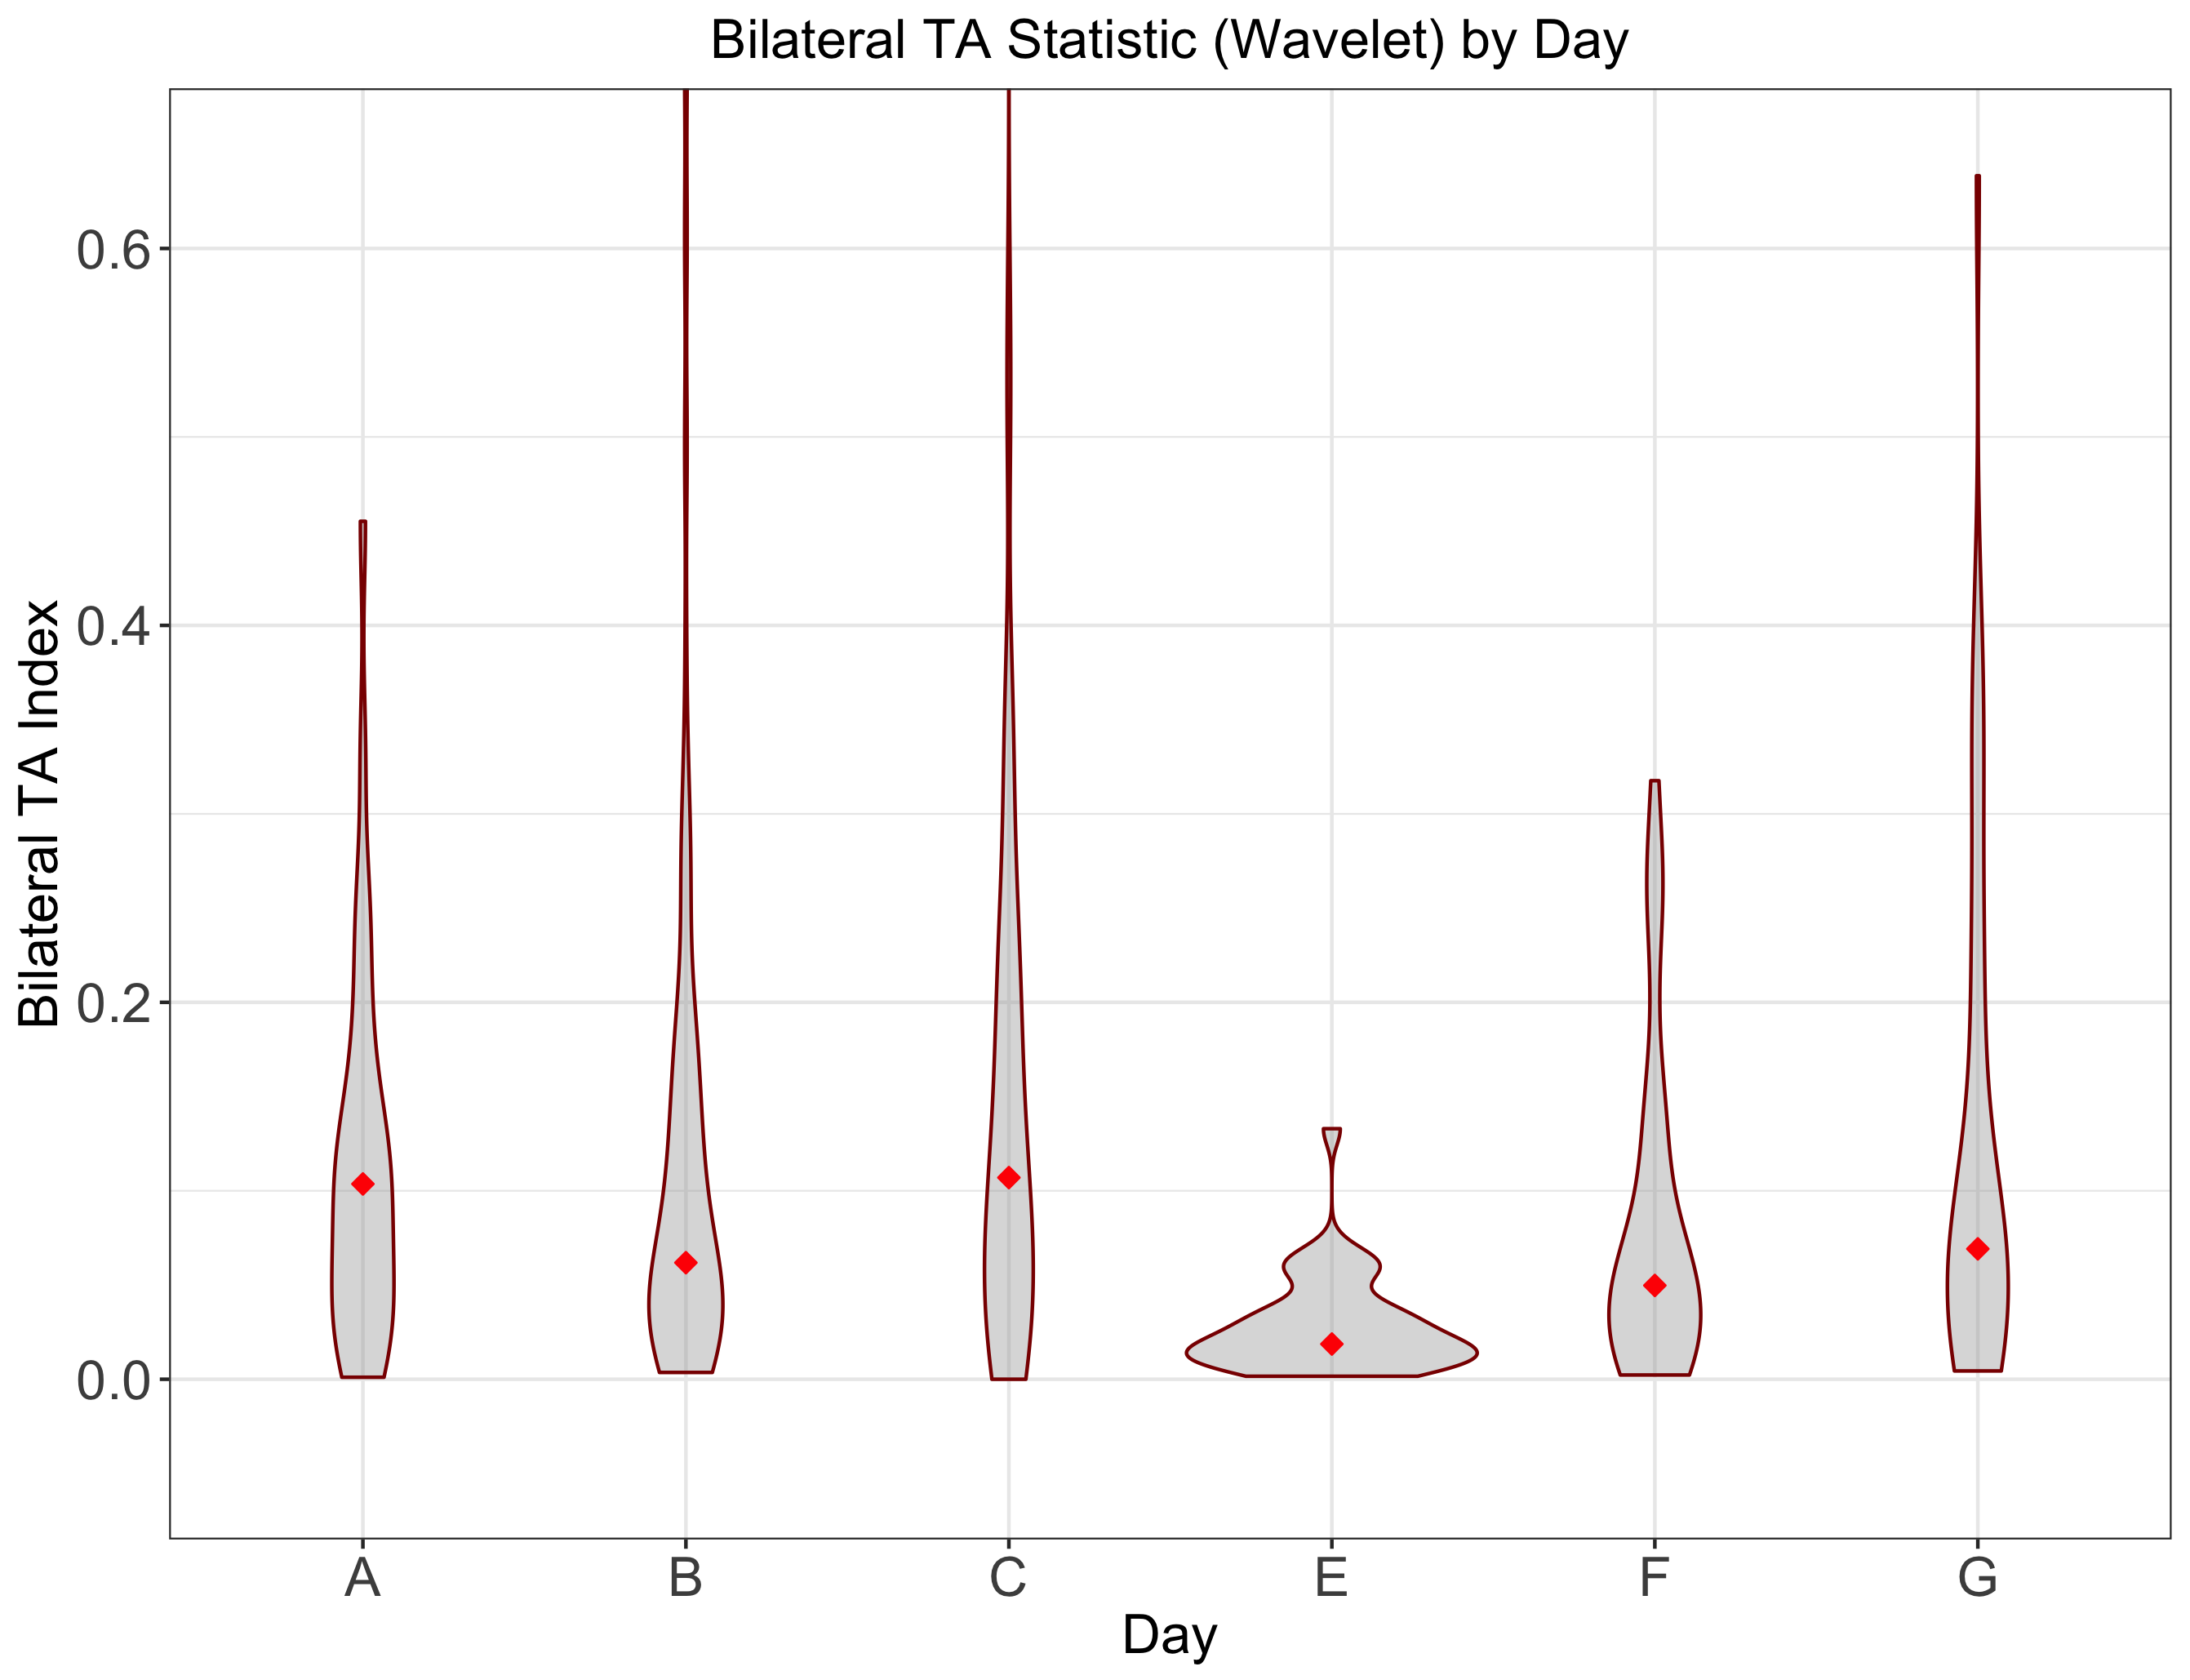 Bilateral TA Statistic (Wavelet) by Day
Bilateral TA Index
0.6
0.4
0.2
0.0
A B C E F G
Day